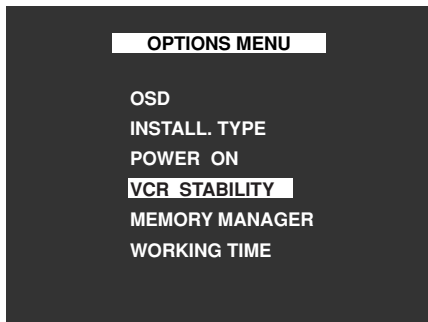 OPTIONS MENU
OSD
INSTALL. TYPE
POWER ON
VCR STABILITY
MEMORY MANAGER
WORKING TIME